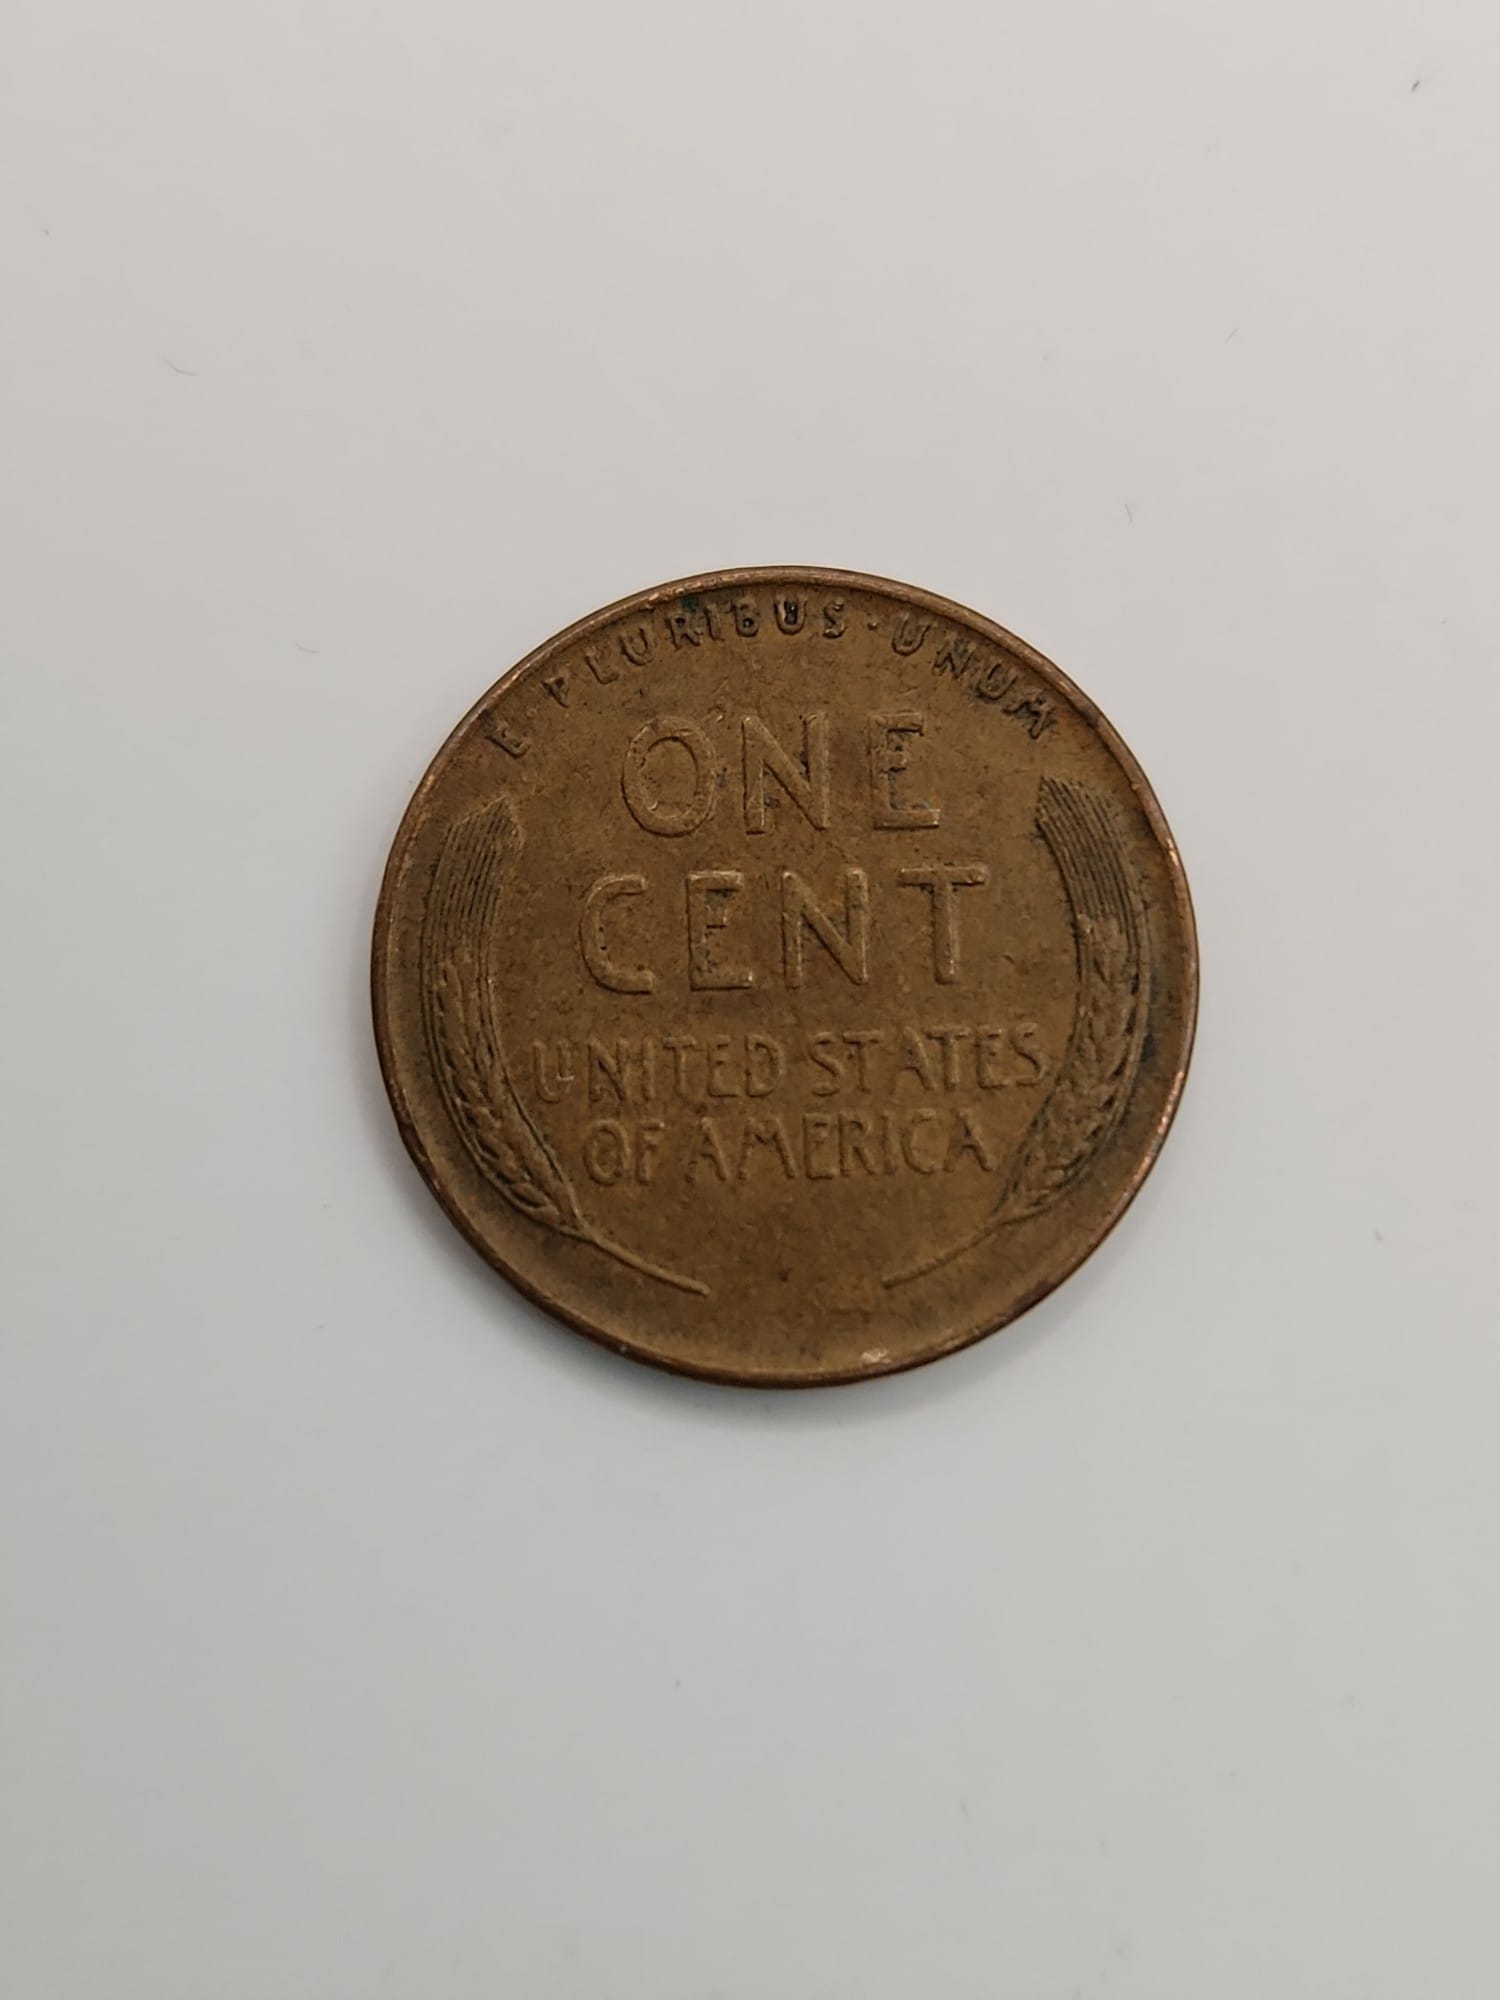 E·PLURIBUS·UNUM
ONE
CENT
UNITED STATES
OF AMERICA